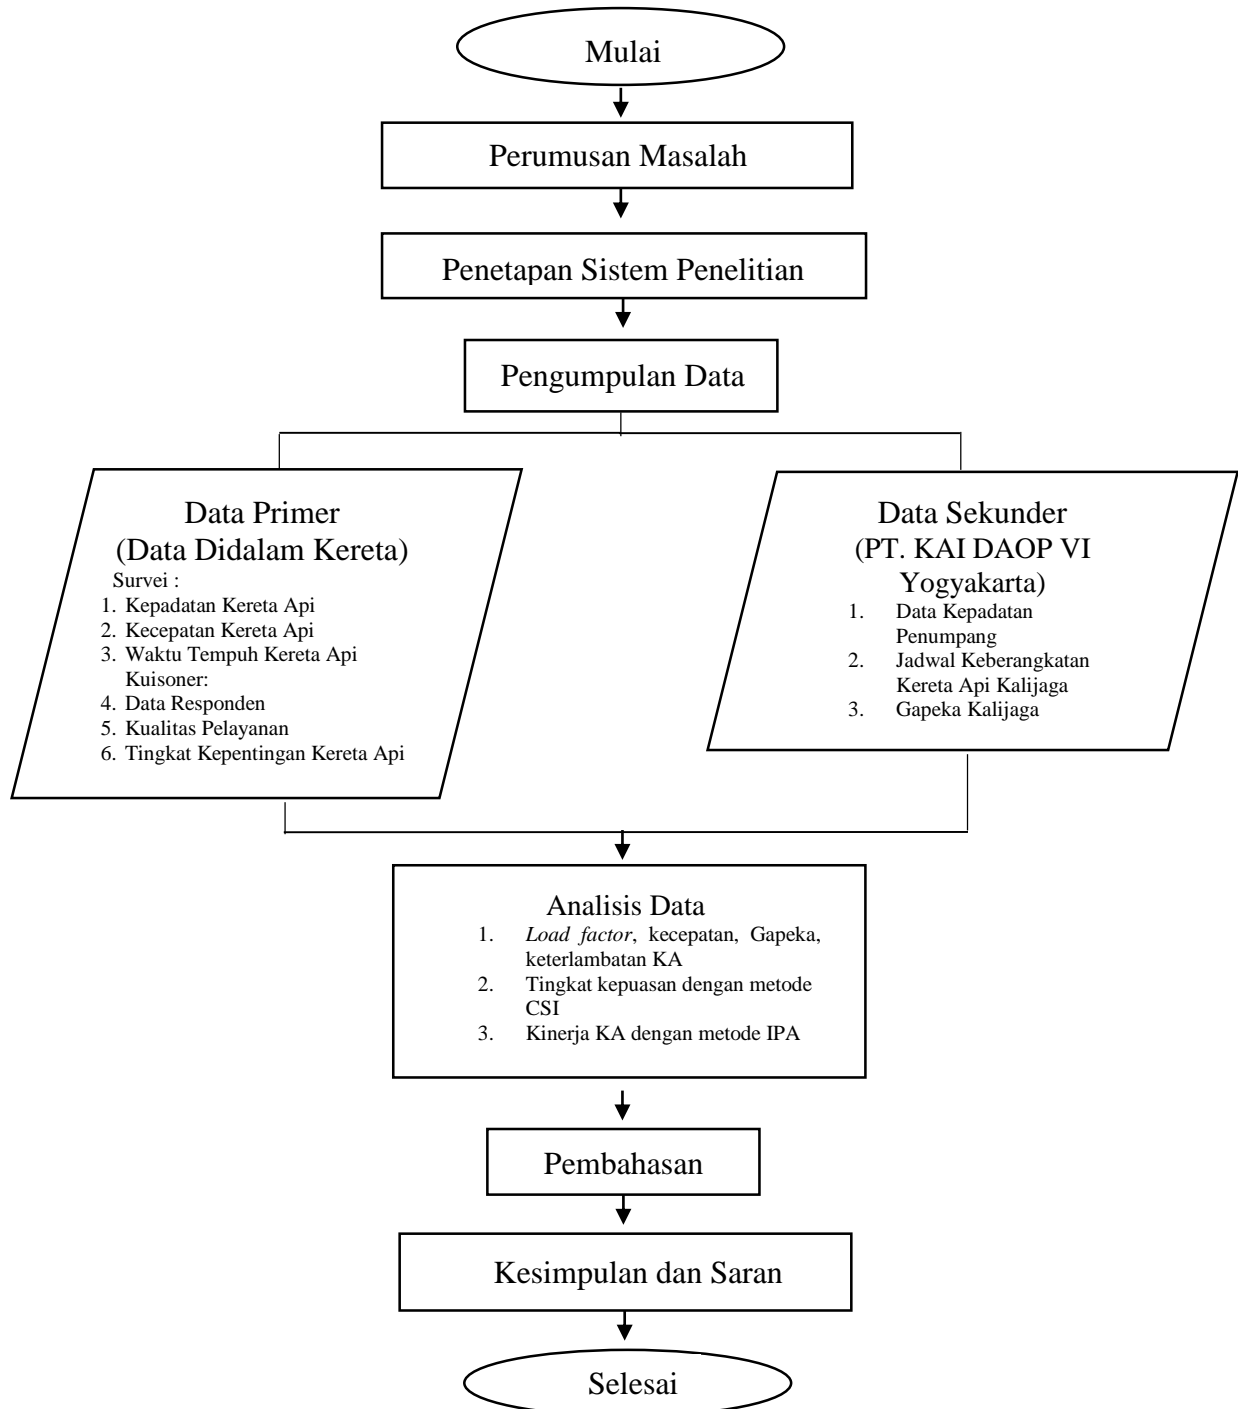 Mulai
Perumusan Masalah
Penetapan Sistem Penelitian
Pengumpulan Data
Data Primer
(Data Didalam Kereta)
Survei :
1. Kepadatan Kereta Api
2. Kecepatan Kereta Api
3. Waktu Tempuh Kereta Api
Kuisoner:
4. Data Responden
5. Kualitas Pelayanan
6. Tingkat Kepentingan Kereta Api
Data Sekunder
(PT. KAI DAOP VI
Yogyakarta)
1. Data Kepadatan
Penumpang
2. Jadwal Keberangkatan
Kereta Api Kalijaga
3. Gapeka Kalijaga
Analisis Data
1. Load factor, kecepatan, Gapeka,
keterlambatan KA
2. Tingkat kepuasan dengan metode
CSI
3. Kinerja KA dengan metode IPA
Pembahasan
Kesimpulan dan Saran
Selesai